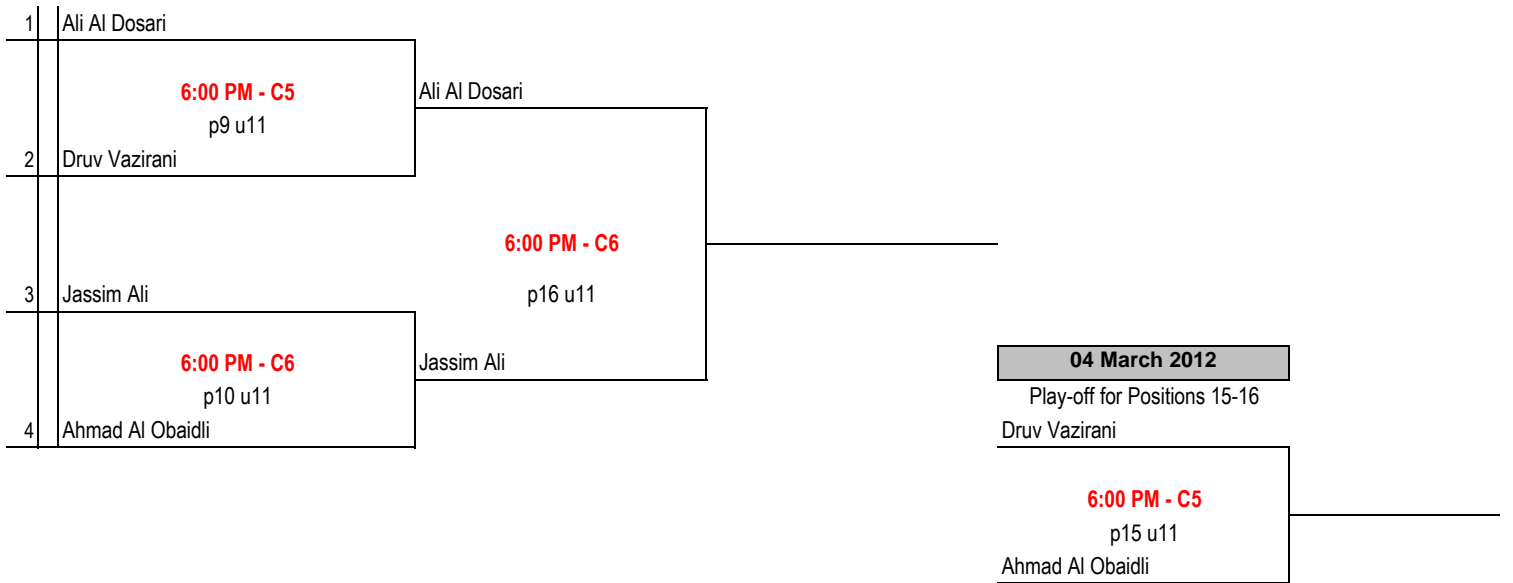 1 Ali Al Dosari
6:00 PM - C5
p9 u11
Ali Al Dosari
2 Druv Vazirani
6:00 PM - C6
p16 u11
3 Jassim Ali
6:00 PM - C6
p10 u11
Jassim Ali
4 Ahmad Al Obaidli
04 March 2012
Play-off for Positions 15-16
Druv Vazirani
6:00 PM - C5
p15 u11
Ahmad Al Obaidli